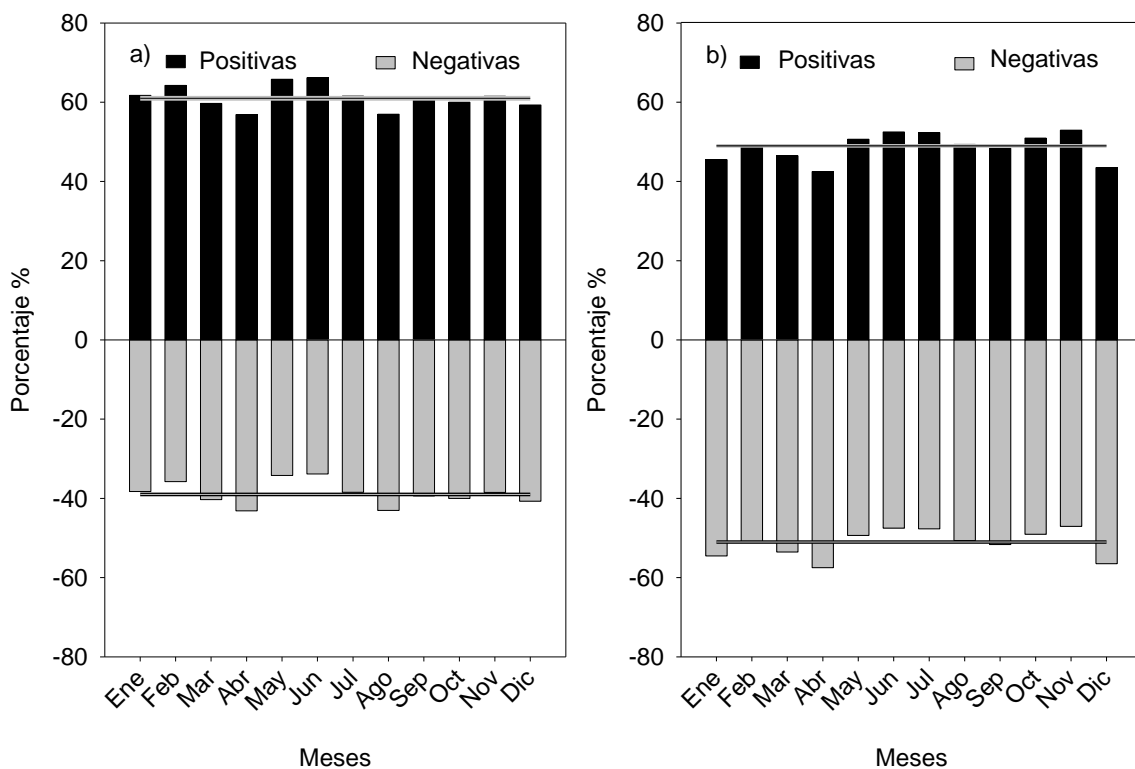 a)
Positivas
Negativas
80
60
40
20
0
-20
-40
-60
-80
Porcentaje %
Ene
Feb
Mar
Abr
May
Jun
Jul
Ago
Sep
Oct
Nov
Dic
Meses
b)
Positivas
Negativas
80
60
40
20
0
-20
-40
-60
-80
Porcentaje %
Ene
Feb
Mar
Abr
May
Jun
Jul
Ago
Sep
Oct
Nov
Dic
Meses